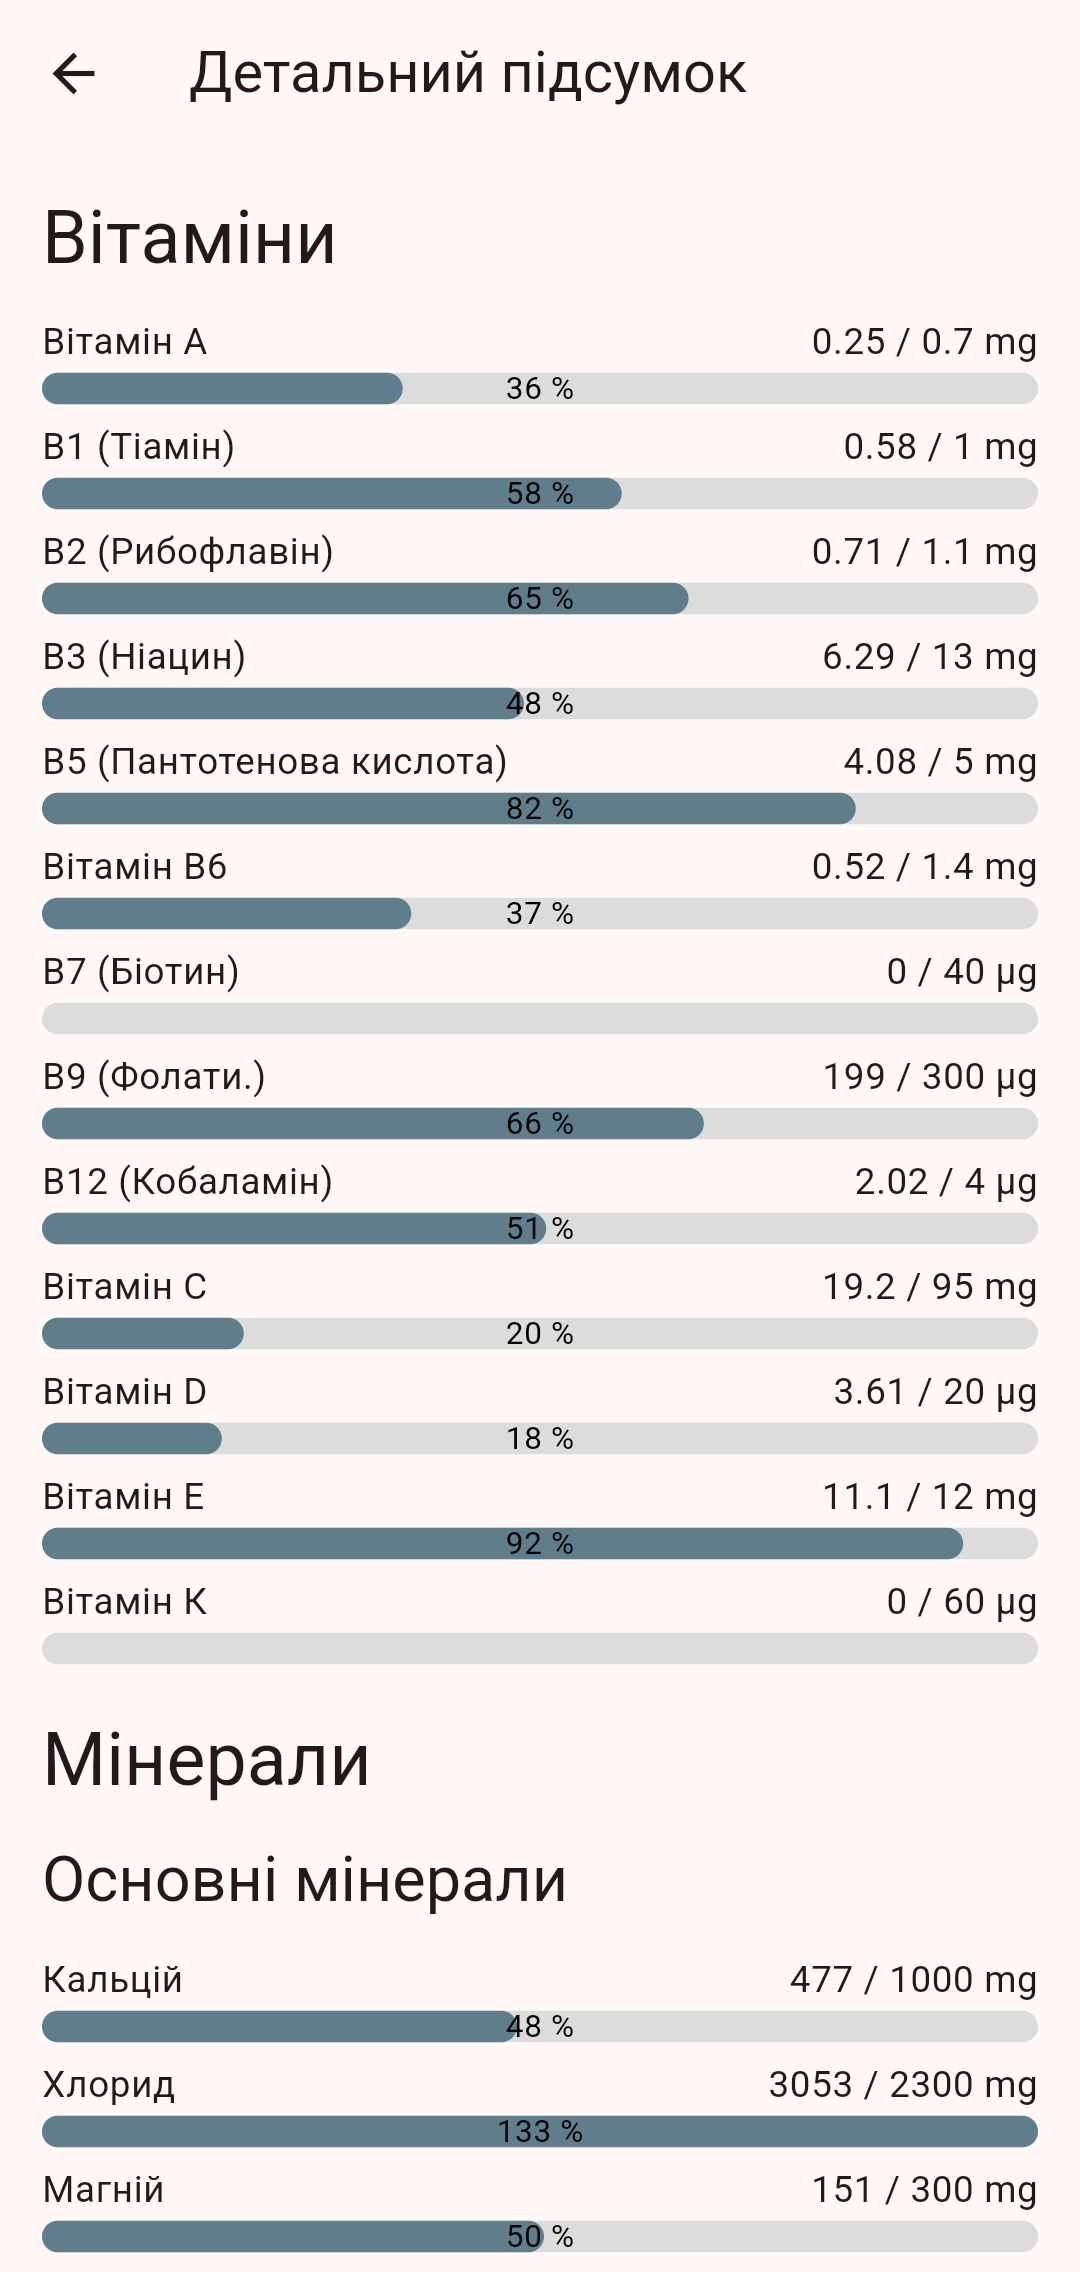 Детальний підсумок
Вітаміни
Вітамін A 0.25 / 0.7 mg
36 %
B1 (Тіамін) 0.58 / 1 mg
58 %
B2 (Рибофлавін) 0.71 / 1.1 mg
65 %
B3 (Ніацин) 6.29 / 13 mg
48 %
B5 (Пантотенова кислота) 4.08 / 5 mg
82 %
Вітамін B6 0.52 / 1.4 mg
37 %
B7 (Біотин) 0 / 40 µg
B9 (Фолати.) 199 / 300 µg
66 %
B12 (Кобаламін) 2.02 / 4 µg
51 %
Вітамін C 19.2 / 95 mg
20 %
Вітамін D 3.61 / 20 µg
18 %
Вітамін E 11.1 / 12 mg
92 %
Вітамін K 0 / 60 µg
Мінерали
Основні мінерали
Кальцій 477 / 1000 mg
48 %
Хлорид 3053 / 2300 mg
133 %
Магній 151 / 300 mg
50 %